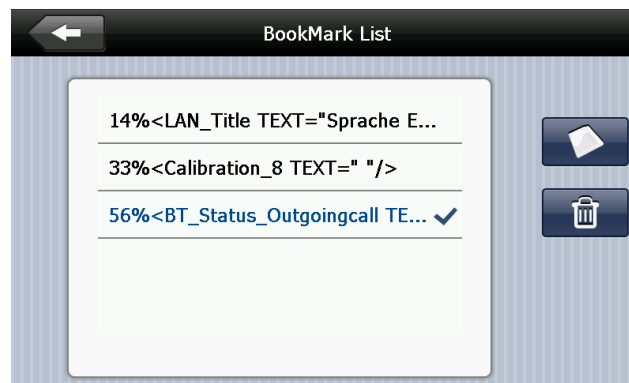 BookMark List
14%<LAN_Title TEXT="Sprache E...
33%<Calibration_8 TEXT=" "/>
56%<BT_Status_Outgoingcall TE...